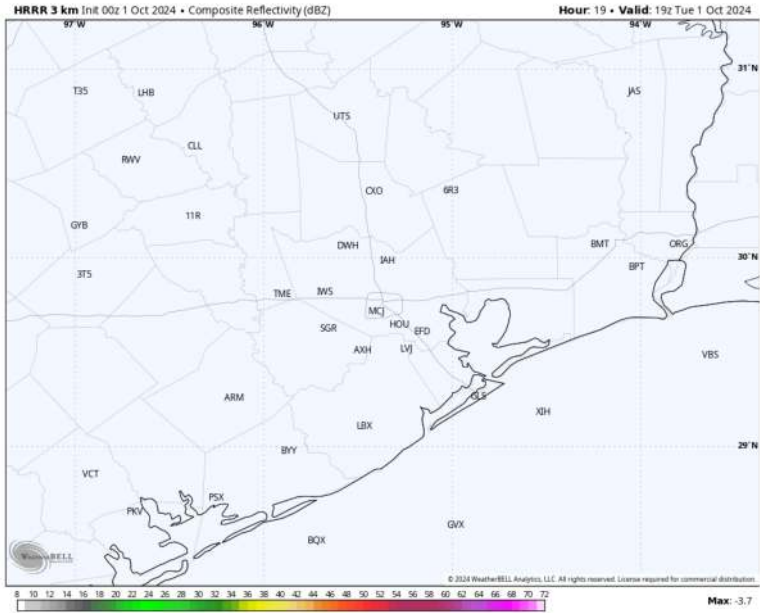 HRRR 3 km Init 00z 1 Oct 2024 • Composite Reflectivity (dBZ) Hour: 19 • Valid: 19z Tue 1 Oct 2024
97°W 96°W 95°W 94°W
31°N
T35 LHB JAS
UTS
CLL
RWV
CXO 6R3
11R
GYB
DWH BMT ORG
IAH 30°N
BPT
3T5
TME IWS
MCJ
SGR HOU EFD
AXH LVJ
VBS
ARM GLS
XIH
LBX
29°N
BYY
VCT
PSX
PKV
GVX
BQX
WeatherBELL
© 2024 WeatherBELL Analytics, LLC. All rights reserved. License required for commercial distribution.
8 10 12 14 16 18 20 22 24 26 28 30 32 34 35 36 38 40 42 44 46 48 50 52 53 54 56 58 60 61 62 64 66 67 68 70 72
Max: -3.7